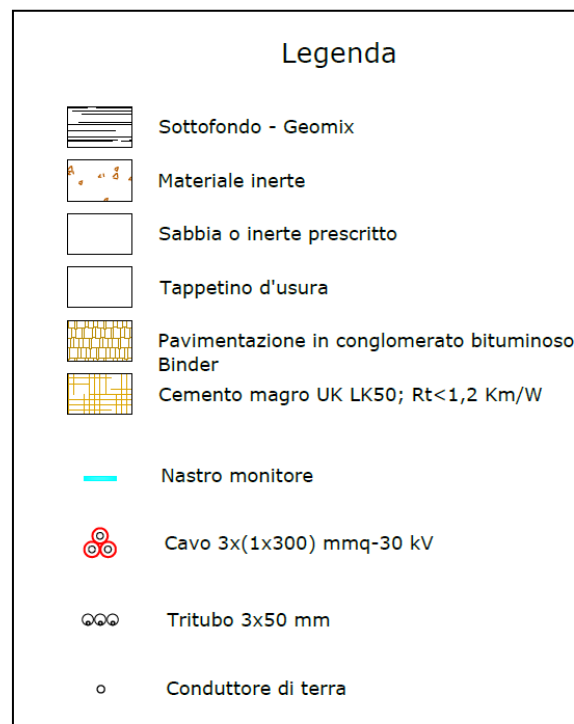 Legenda
Sottofondo - Geomix
Materiale inerte
Sabbia o inerte prescritto
Tappetino d'usura
Pavimentazione in conglomerato bituminoso
Binder
Cemento magro UK LK50; Rt<1,2 Km/W
Nastro monitore
Cavo 3x(1x300) mmq-30 kV
Tritubo 3x50 mm
Conduttore di terra